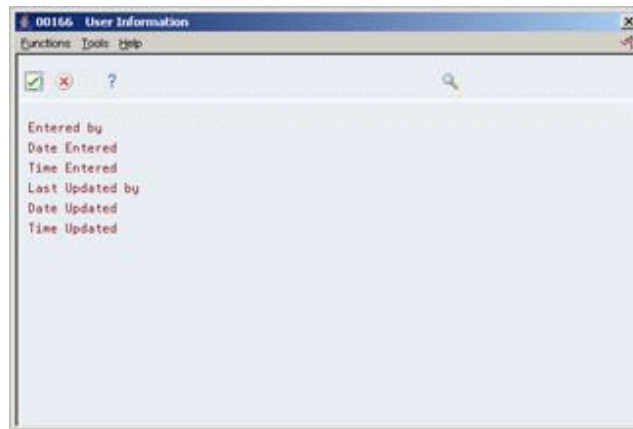 00166 User Information
Functions Tools Help
?
Entered by
Date Entered
Time Entered
Last Updated by
Date Updated
Time Updated